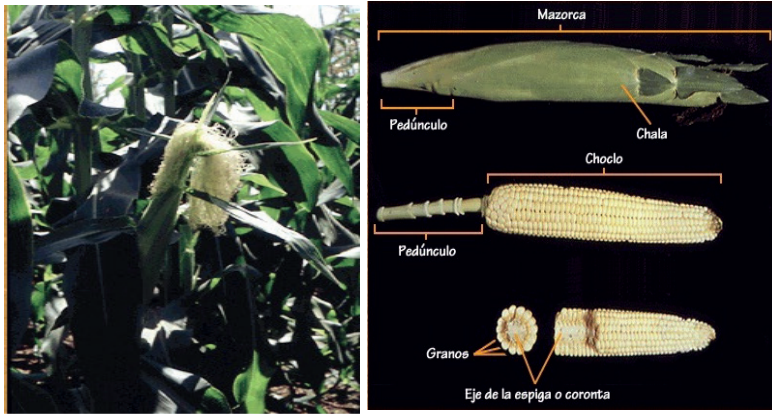 Mazorca
Pedúnculo
Chala
Choclo
Pedúnculo
Granos
Eje de la espiga o coronta